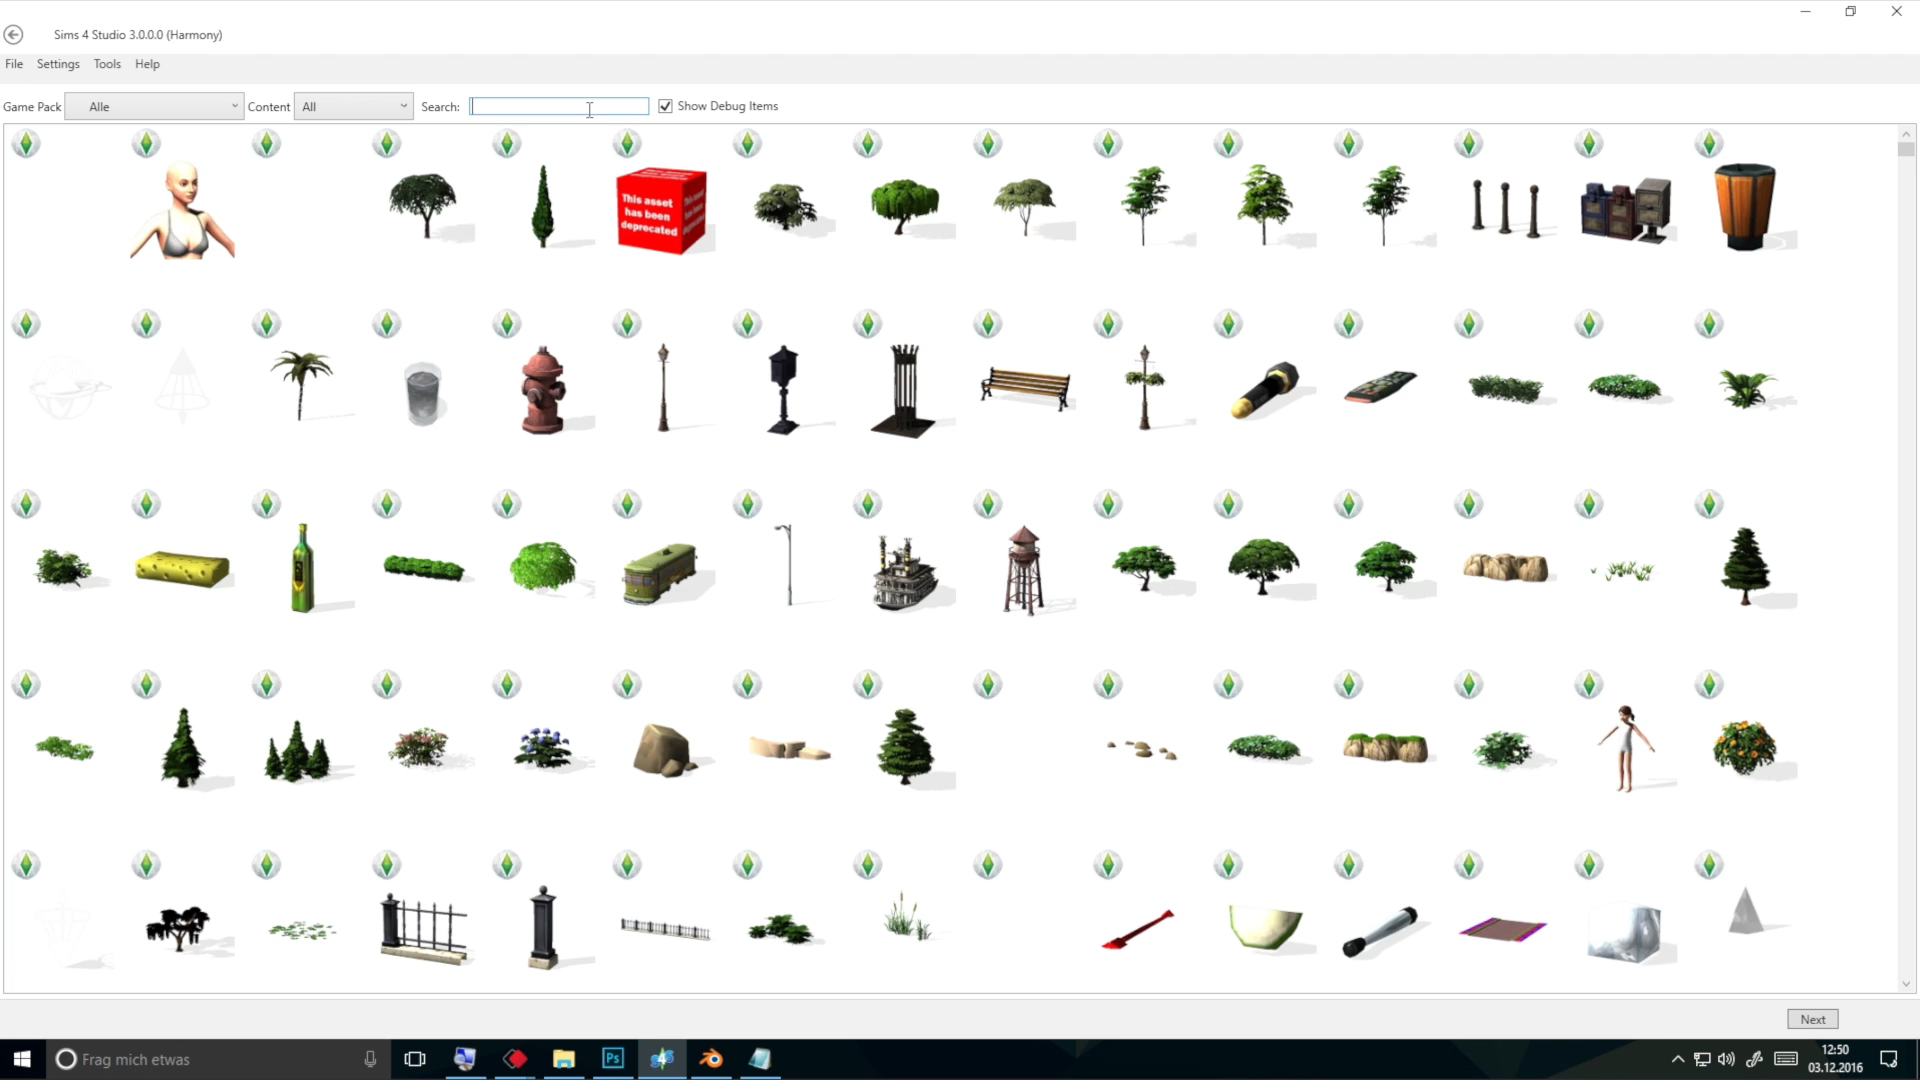 Sims 4 Studio 3.0.0.0 (Harmony)
File Settings Tools Help
Game Pack Alle Content All Search: Show Debug Items
This asset
has been
deprecated
Next
Frag mich etwas
Ps
12:50
03.12.2016